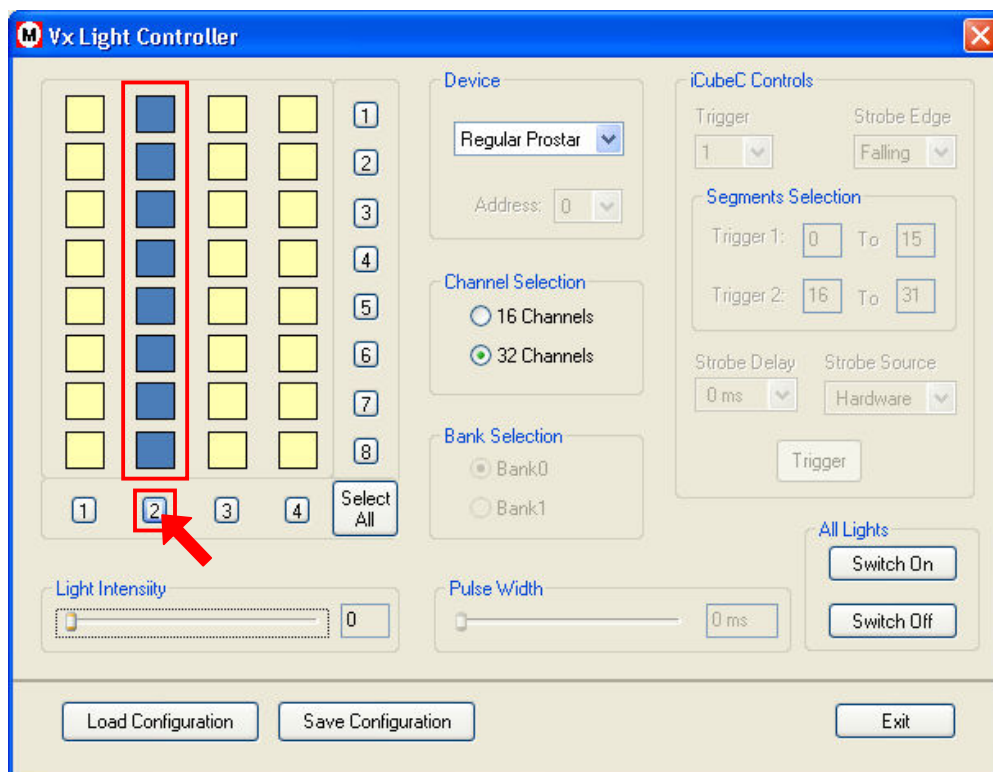 M Vx Light Controller
1
2
3
4
5
6
7
8
1 2 3 4 Select All
Device
Regular Prostar
Address: 0
Channel Selection
16 Channels
32 Channels
Bank Selection
Bank0
Bank1
iCubeC Controls
Trigger Strobe Edge
1 Falling
Segments Selection
Trigger 1: 0 To 15
Trigger 2: 16 To 31
Strobe Delay Strobe Source
0 ms Hardware
Trigger
All Lights
Switch On
Switch Off
Light Intensiity
0
Pulse Width
0 ms
Load Configuration Save Configuration Exit